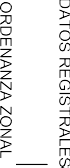 DATOS REGISTRALES
ORDENANZA ZONAL